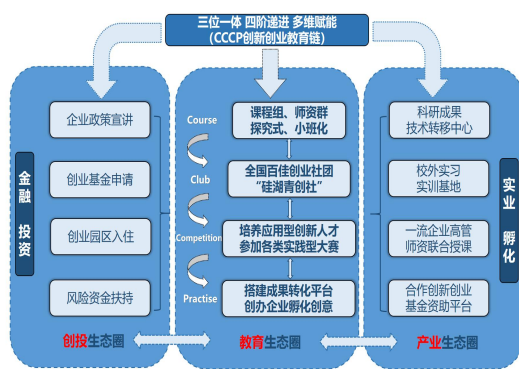 三位一体 四阶递进 多维赋能
(CCCP创新创业教育链)
金融 投资
企业政策宣讲
创业基金申请
创业园区入住
风险资金扶持
创投生态圈
Course
Club
Competition
Practise
课程组、师资群
探究式、小班化
全国百佳创业社团
“硅湖青创社”
培养应用型创新人才
参加各类实践型大赛
搭建成果转化平台
创办企业孵化创意
教育生态圈
科研成果
技术转移中心
校外实习
实训基地
一流企业高管
师资联合授课
合作创新创业
基金资助平台
实业 孵化
产业生态圈